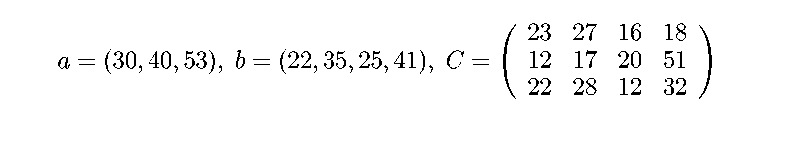 a = (30, 40, 53), b = (22, 35, 25, 41), C = ( 23 27 16 18
12 17 20 51
22 28 12 32 )